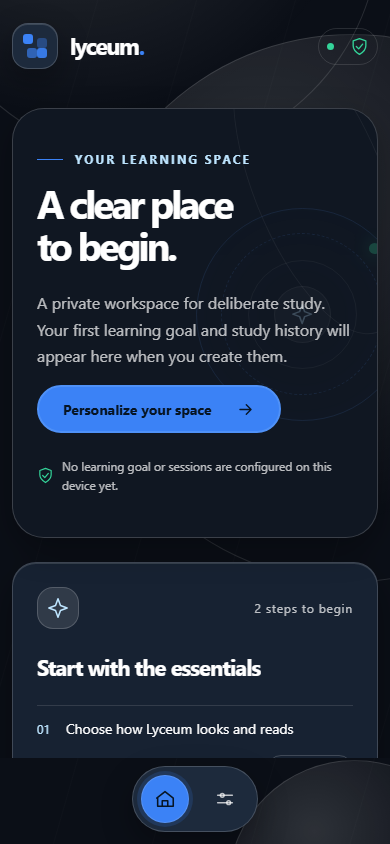 lyceum.
YOUR LEARNING SPACE
A clear place
to begin.
A private workspace for deliberate study.
Your first learning goal and study history will
appear here when you create them.
Personalize your space
No learning goal or sessions are configured on this
device yet.
2 steps to begin
Start with the essentials
01 Choose how Lyceum looks and reads